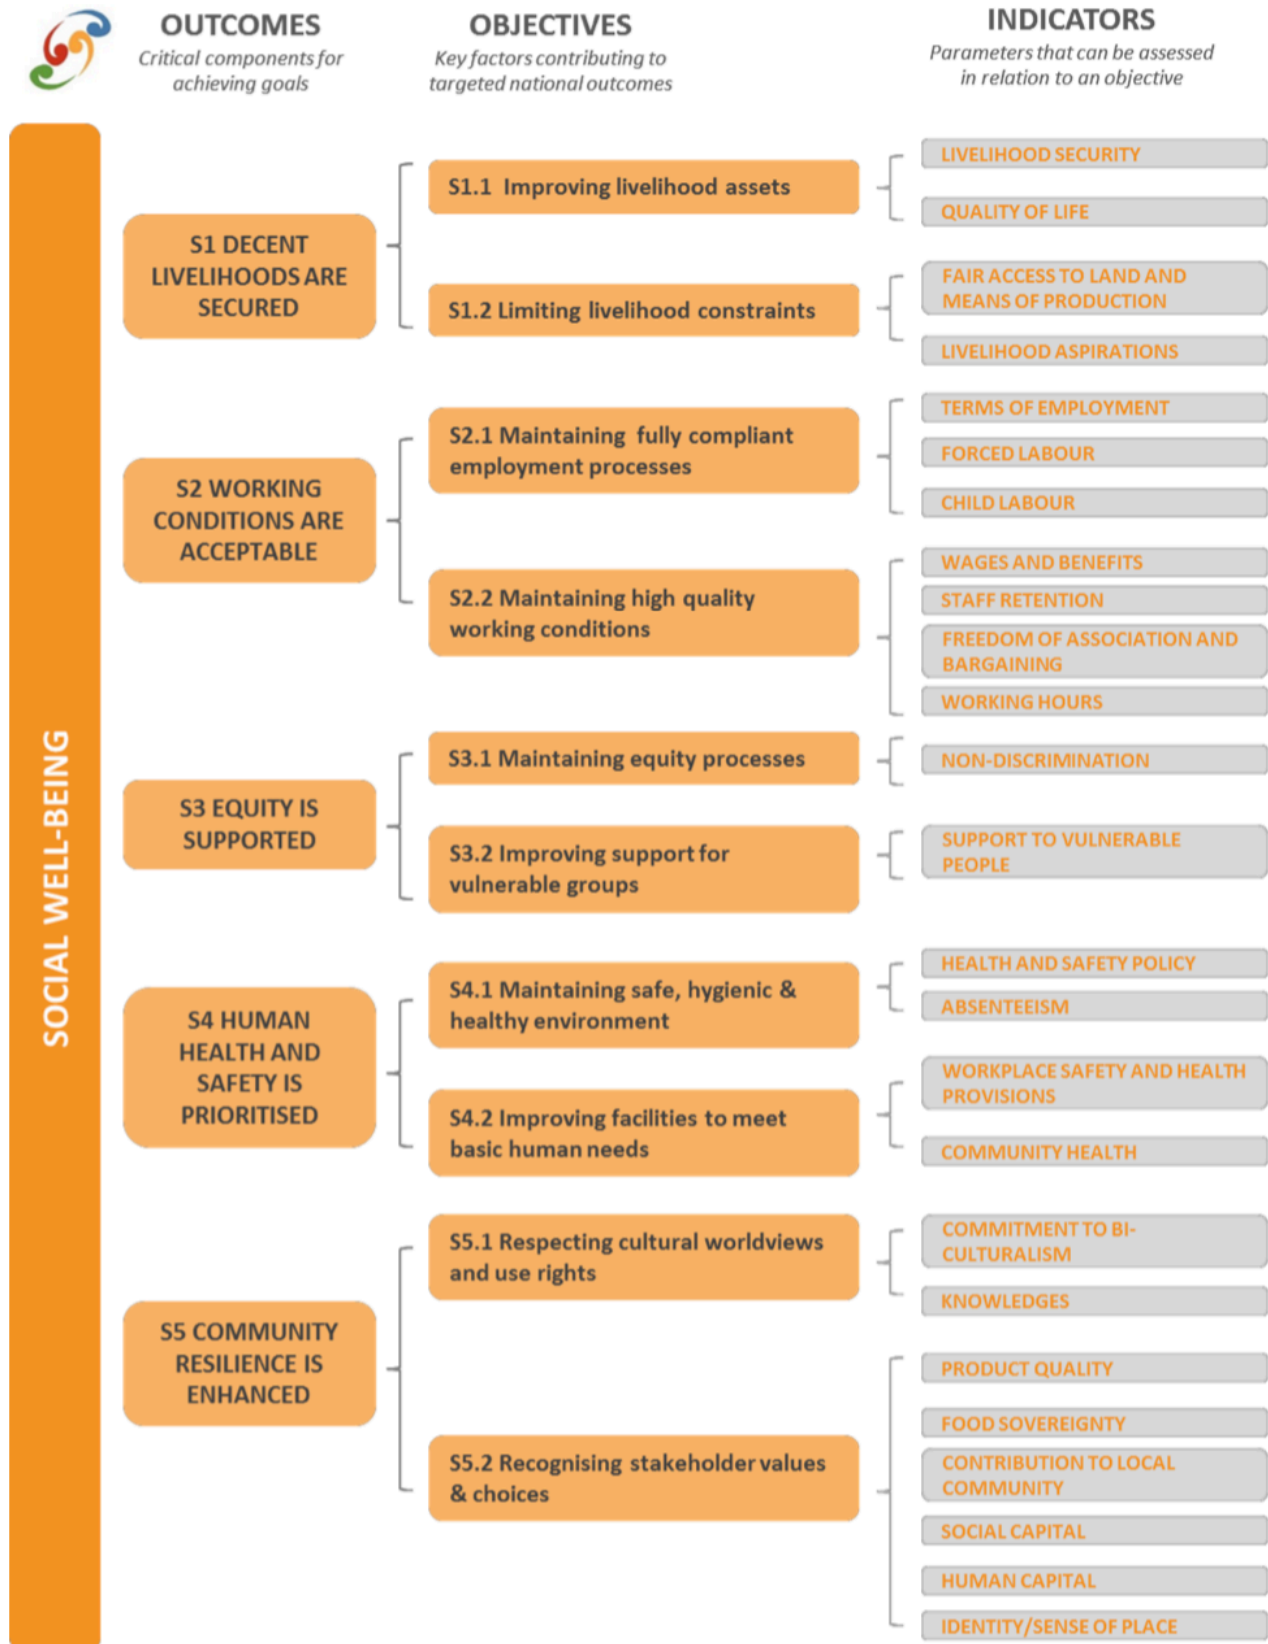 OUTCOMES
Critical components for
achieving goals
OBJECTIVES
Key factors contributing to
targeted national outcomes
INDICATORS
Parameters that can be assessed
in relation to an objective
SOCIAL WELL-BEING
S1 DECENT
LIVELIHOODS ARE
SECURED
S1.1 Improving livelihood assets
LIVELIHOOD SECURITY
QUALITY OF LIFE
S1.2 Limiting livelihood constraints
FAIR ACCESS TO LAND AND
MEANS OF PRODUCTION
LIVELIHOOD ASPIRATIONS
S2 WORKING
CONDITIONS ARE
ACCEPTABLE
S2.1 Maintaining fully compliant
employment processes
TERMS OF EMPLOYMENT
FORCED LABOUR
CHILD LABOUR
S2.2 Maintaining high quality
working conditions
WAGES AND BENEFITS
STAFF RETENTION
FREEDOM OF ASSOCIATION AND
BARGAINING
WORKING HOURS
S3 EQUITY IS
SUPPORTED
S3.1 Maintaining equity processes
NON-DISCRIMINATION
S3.2 Improving support for
vulnerable groups
SUPPORT TO VULNERABLE
PEOPLE
S4 HUMAN
HEALTH AND
SAFETY IS
PRIORITISED
S4.1 Maintaining safe, hygienic &
healthy environment
HEALTH AND SAFETY POLICY
ABSENTEEISM
S4.2 Improving facilities to meet
basic human needs
WORKPLACE SAFETY AND HEALTH
PROVISIONS
COMMUNITY HEALTH
S5 COMMUNITY
RESILIENCE IS
ENHANCED
S5.1 Respecting cultural worldviews
and use rights
COMMITMENT TO BI-
CULTURALISM
KNOWLEDGES
S5.2 Recognising stakeholder values
& choices
PRODUCT QUALITY
FOOD SOVEREIGNTY
CONTRIBUTION TO LOCAL
COMMUNITY
SOCIAL CAPITAL
HUMAN CAPITAL
IDENTITY/SENSE OF PLACE